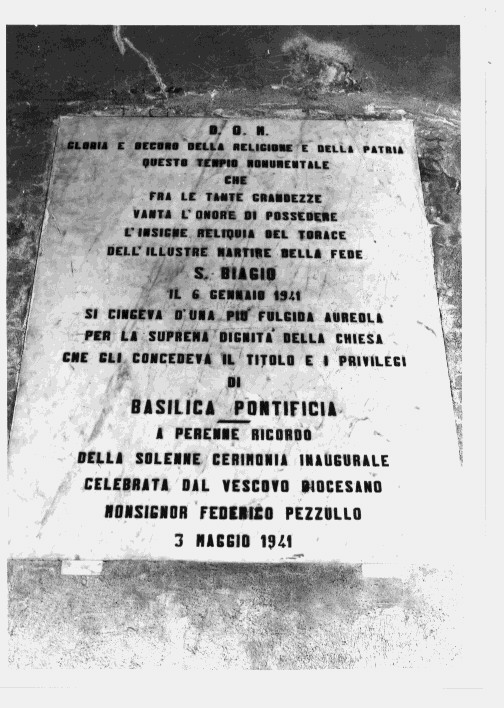 D. O. M.
GLORIA E DECORO DELLA RELIGIONE E DELLA PATRIA
QUESTO TEMPIO MONUMENTALE
CHE
FRA LE TANTE GRANDEZZE
VANTA L'ONORE DI POSSEDERE
L'INSIGNE RELIQUIA DEL TORACE
DELL'ILLUSTRE MARTIRE DELLA FEDE
S. BIAGIO
IL 6 GENNAIO 1941
SI CINGEVA D'UNA PIU' FULGIDA AUREOLA
PER LA SUPREMA DIGNITA' DELLA CHIESA
CHE GLI CONCEDEVA IL TITOLO E I PRIVILEGI
DI
BASILICA PONTIFICIA
A PERENNE RICORDO
DELLA SOLENNE CERIMONIA INAUGURALE
CELEBRATA DAL VESCOVO DIOCESANO
MONSIGNOR FEDERICO PEZZULLO
3 MAGGIO 1941